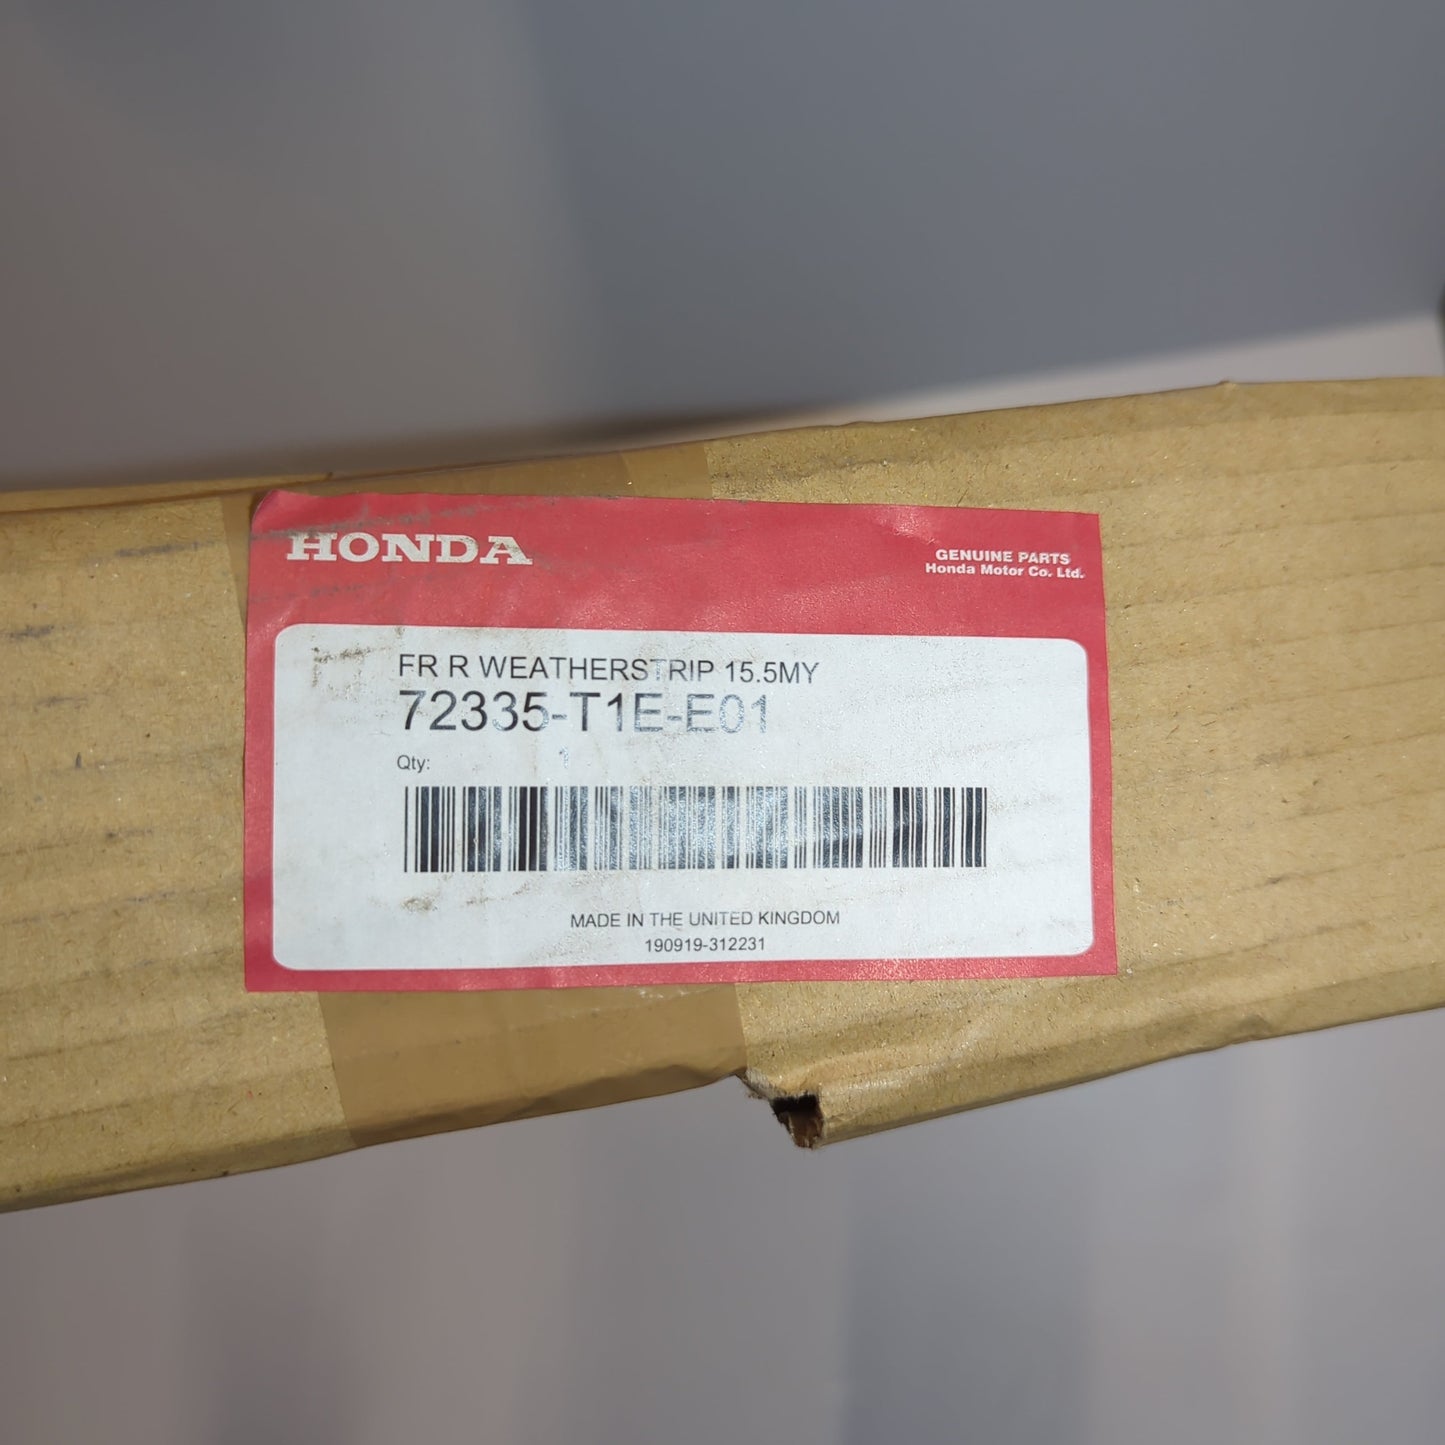 HONDA
GENUINE PARTS
Honda Motor Co. Ltd.
FR R WEATHERSTRIP 15.5MY
72335-T1E-E01
Qty: 1
MADE IN THE UNITED KINGDOM
190919-312231